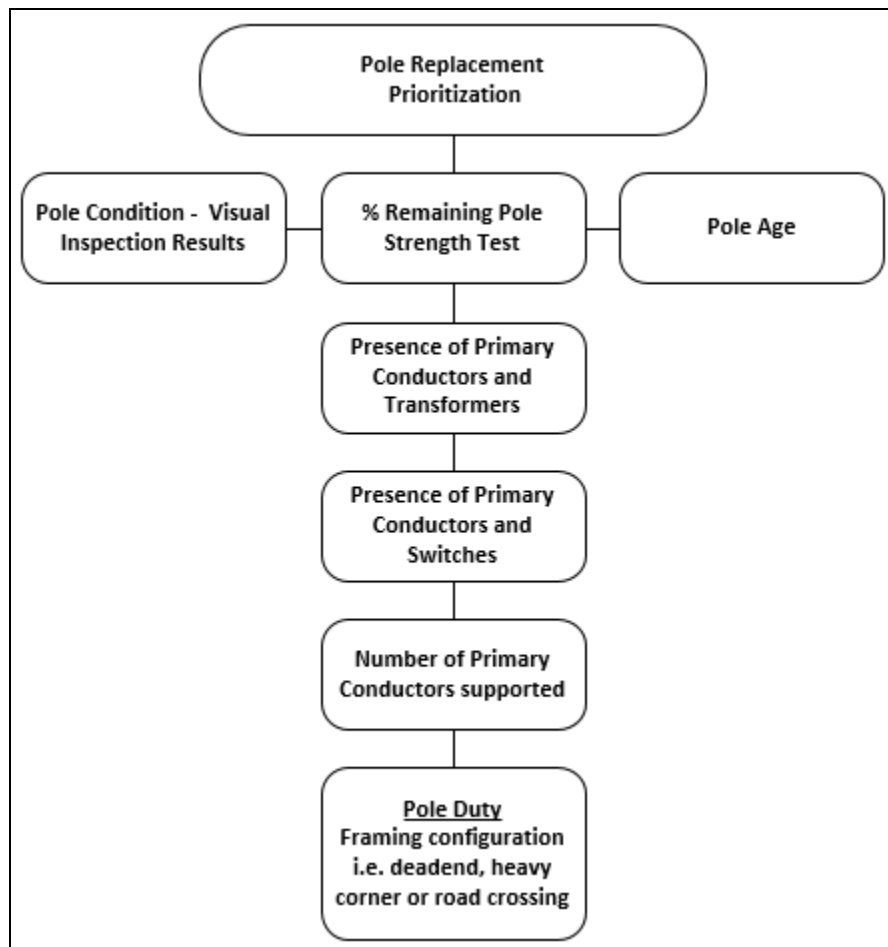 Pole Replacement
Prioritization
Pole Condition - Visual
Inspection Results
% Remaining Pole
Strength Test
Pole Age
Presence of Primary
Conductors and
Transformers
Presence of Primary
Conductors and
Switches
Number of Primary
Conductors supported
Pole Duty
Framing configuration
i.e. deadend, heavy
corner or road crossing